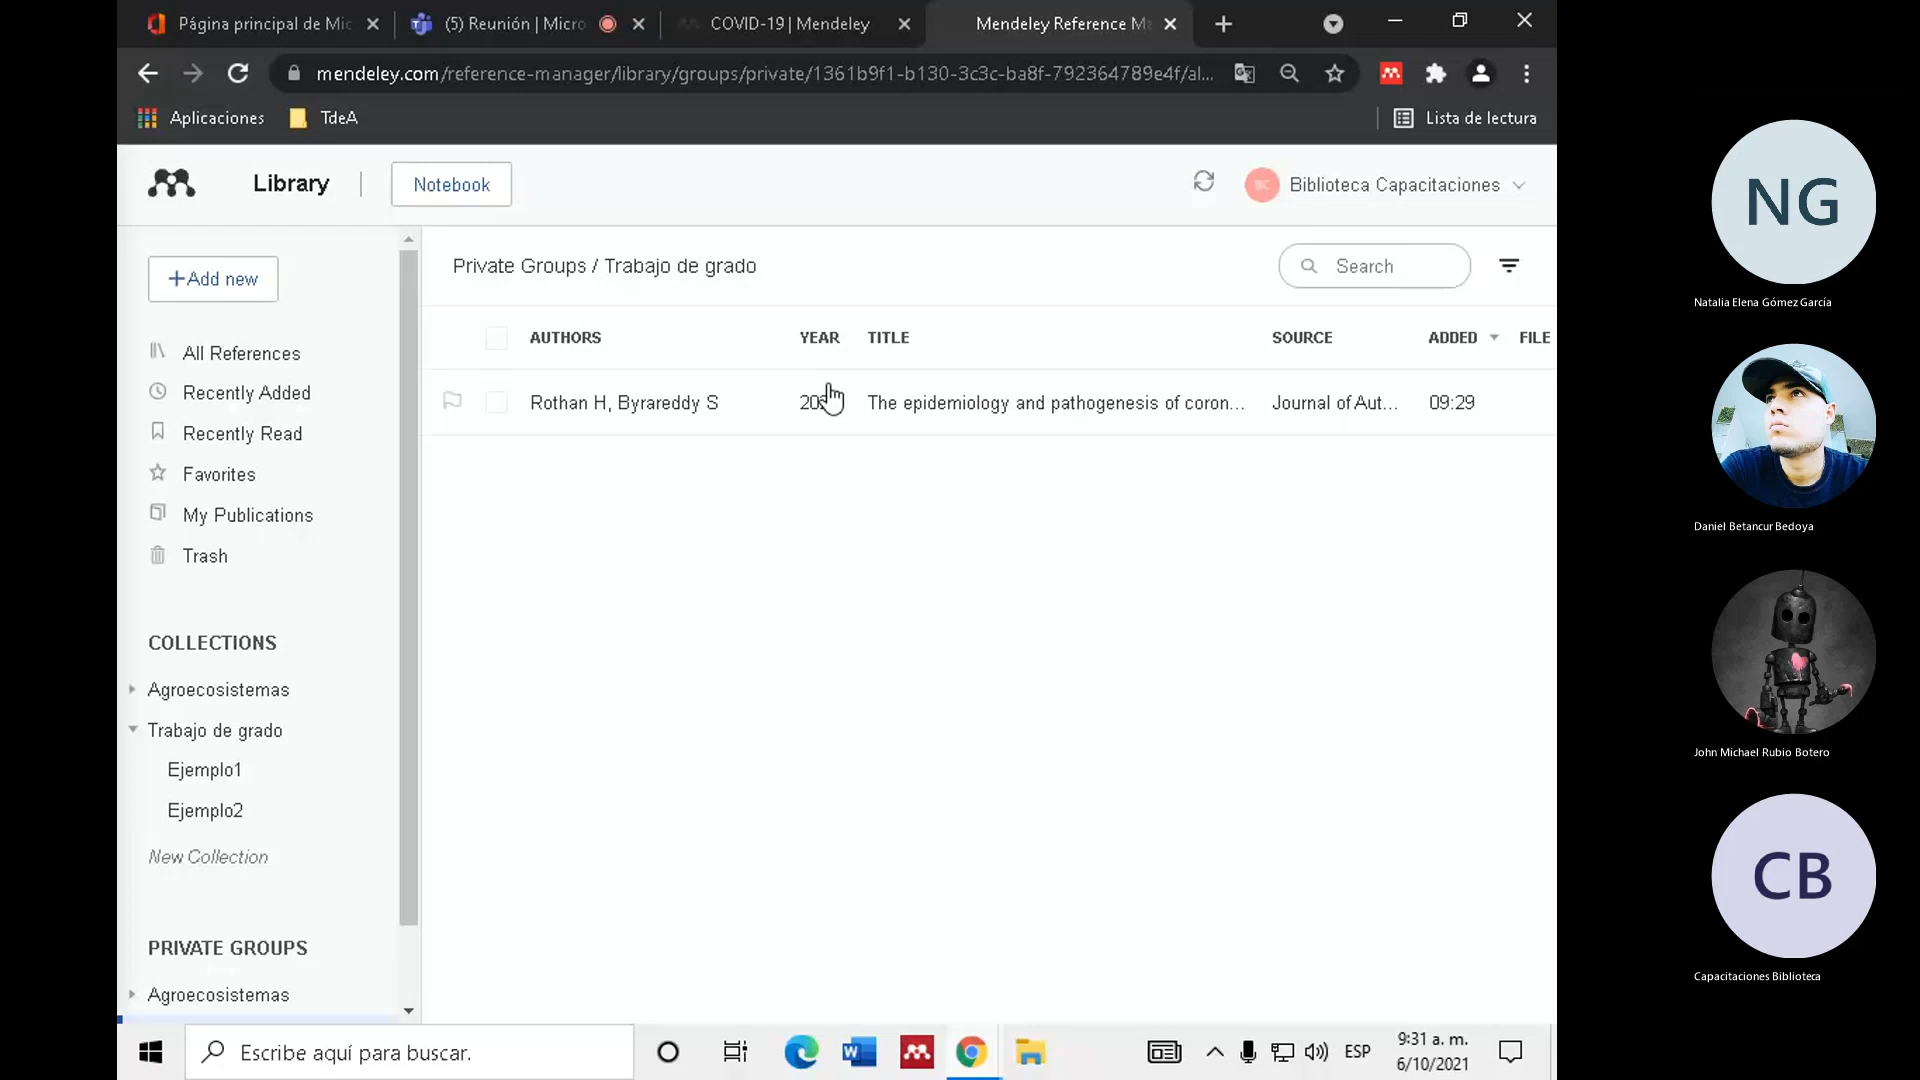 Página principal de Mic
(5) Reunión | Micro
COVID-19 | Mendeley
Mendeley Reference Ma
mendeley.com/reference-manager/library/groups/private/1361b9f1-b130-3c3c-ba8f-792364789e4f/al...
Aplicaciones
TdeA
Lista de lectura
Library
Notebook
Biblioteca Capacitaciones
+Add new
Private Groups / Trabajo de grado
Search
All References
Recently Added
Recently Read
Favorites
My Publications
Trash
AUTHORS YEAR TITLE SOURCE ADDED FILE
Rothan H, Byrareddy S The epidemiology and pathogenesis of coron... Journal of Aut... 09:29
COLLECTIONS
Agroecosistemas
Trabajo de grado
Ejemplo1
Ejemplo2
New Collection
PRIVATE GROUPS
Agroecosistemas
Escribe aquí para buscar.
ESP
9:31 a. m.
6/10/2021
NG
Natalia Elena Gómez García
Daniel Betancur Bedoya
John Michael Rubio Botero
CB
Capacitaciones Biblioteca